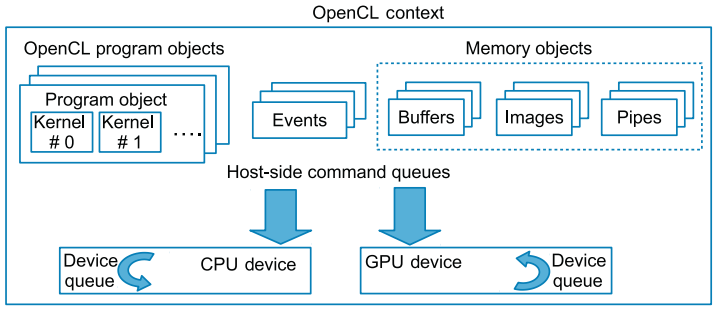 OpenCL context
OpenCL program objects
Memory objects
Program object
Kernel
# 0
Kernel
# 1
....
Events
Buffers
Images
Pipes
Host-side command queues
Device
queue
CPU device
GPU device
Device
queue